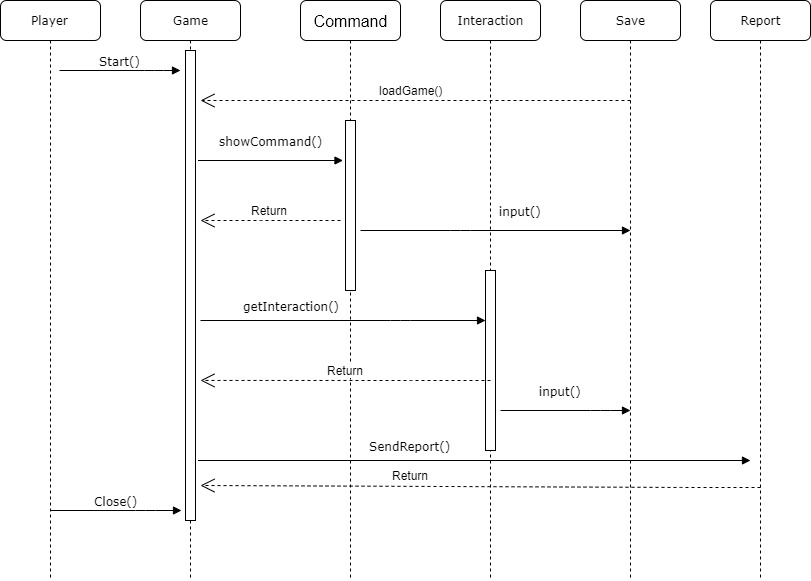 Player
Game
Command
Interaction
Save
Report
Start()
loadGame()
showCommand()
Return
input()
getInteraction()
Return
input()
SendReport()
Return
Close()